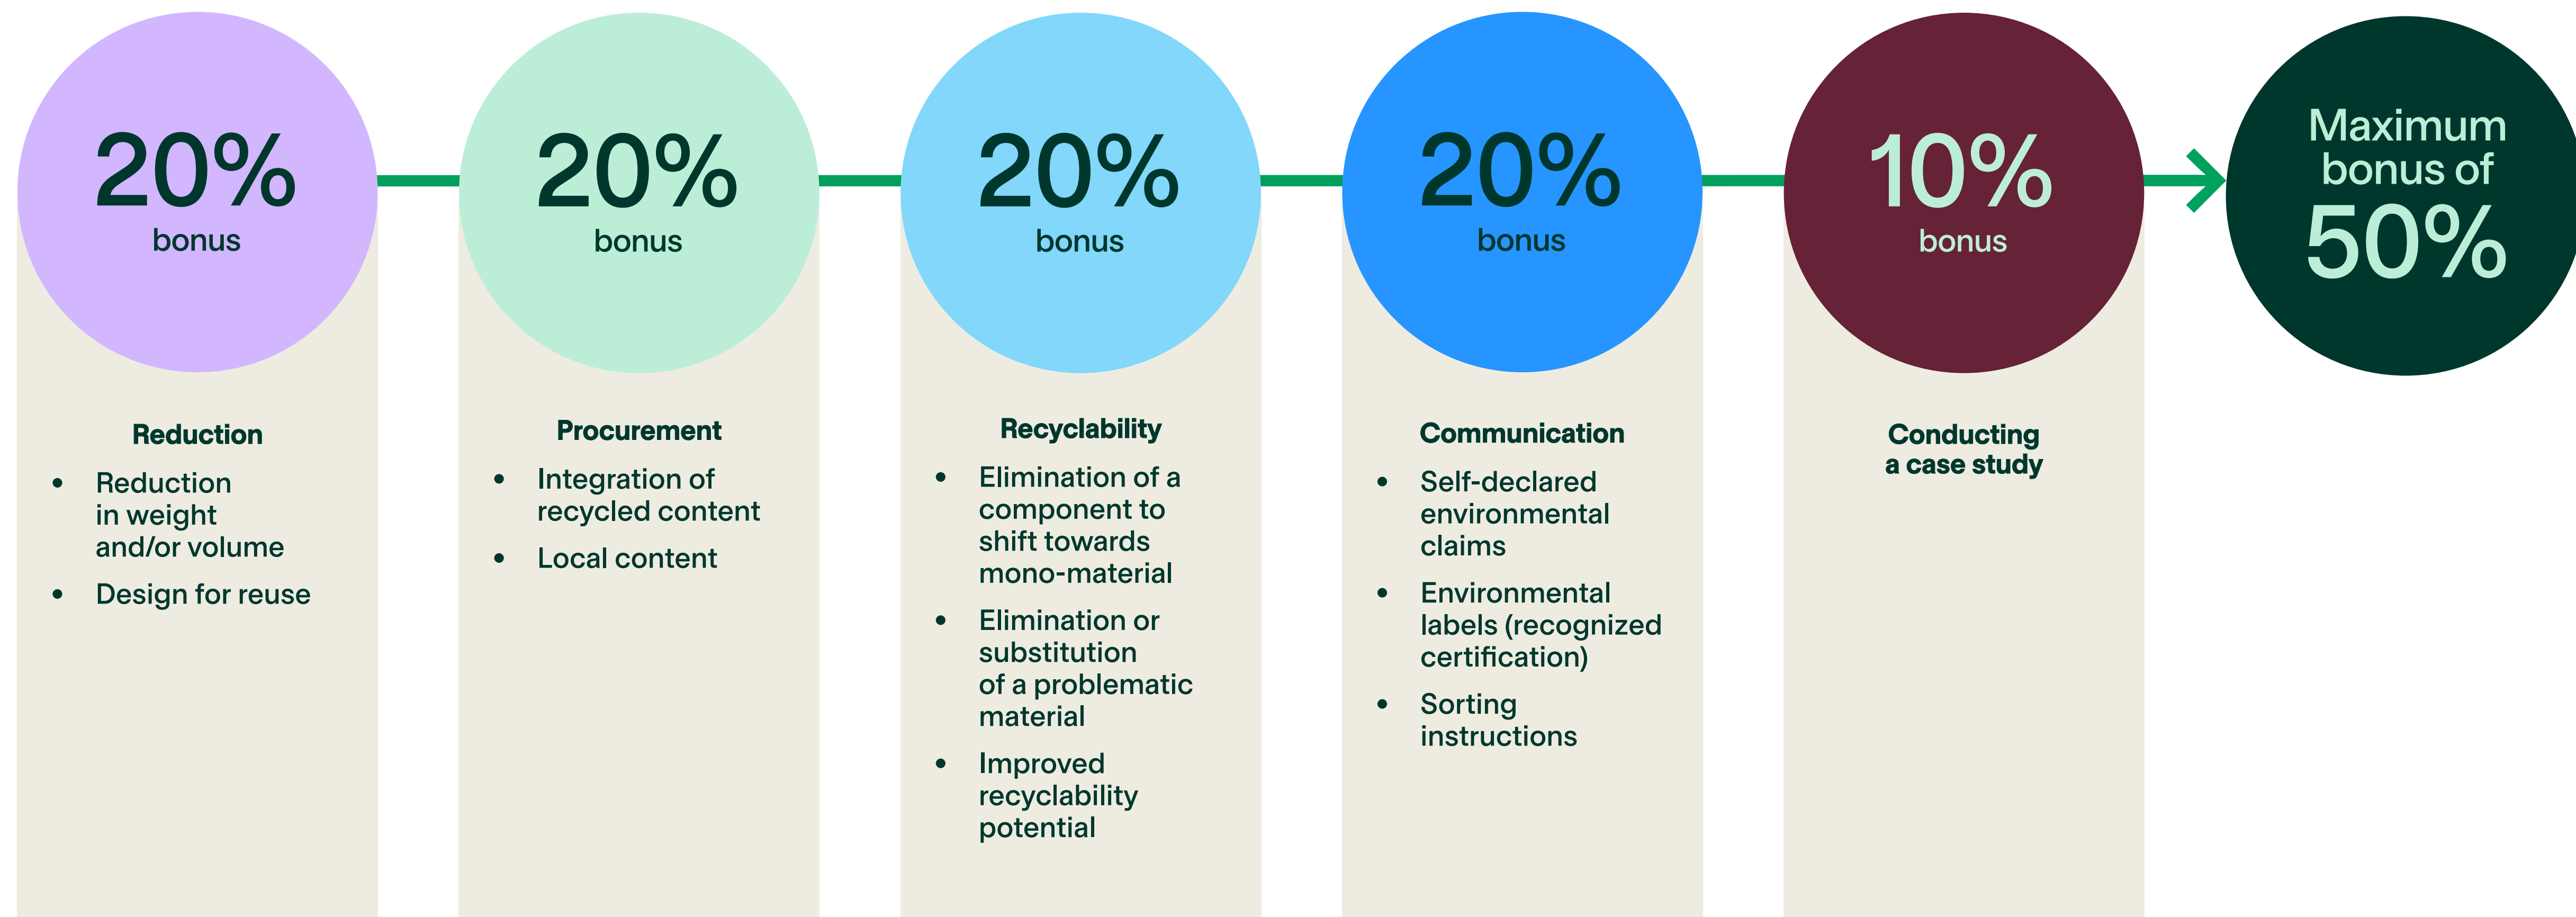 20%
bonus
Reduction
• Reduction
in weight
and/or volume
• Design for reuse
20%
bonus
Procurement
• Integration of
recycled content
• Local content
20%
bonus
Recyclability
• Elimination of a
component to
shift towards
mono-material
• Elimination or
substitution
of a problematic
material
• Improved
recyclability
potential
20%
bonus
Communication
• Self-declared
environmental
claims
• Environmental
labels (recognized
certification)
• Sorting
instructions
10%
bonus
Conducting
a case study
Maximum
bonus of
50%